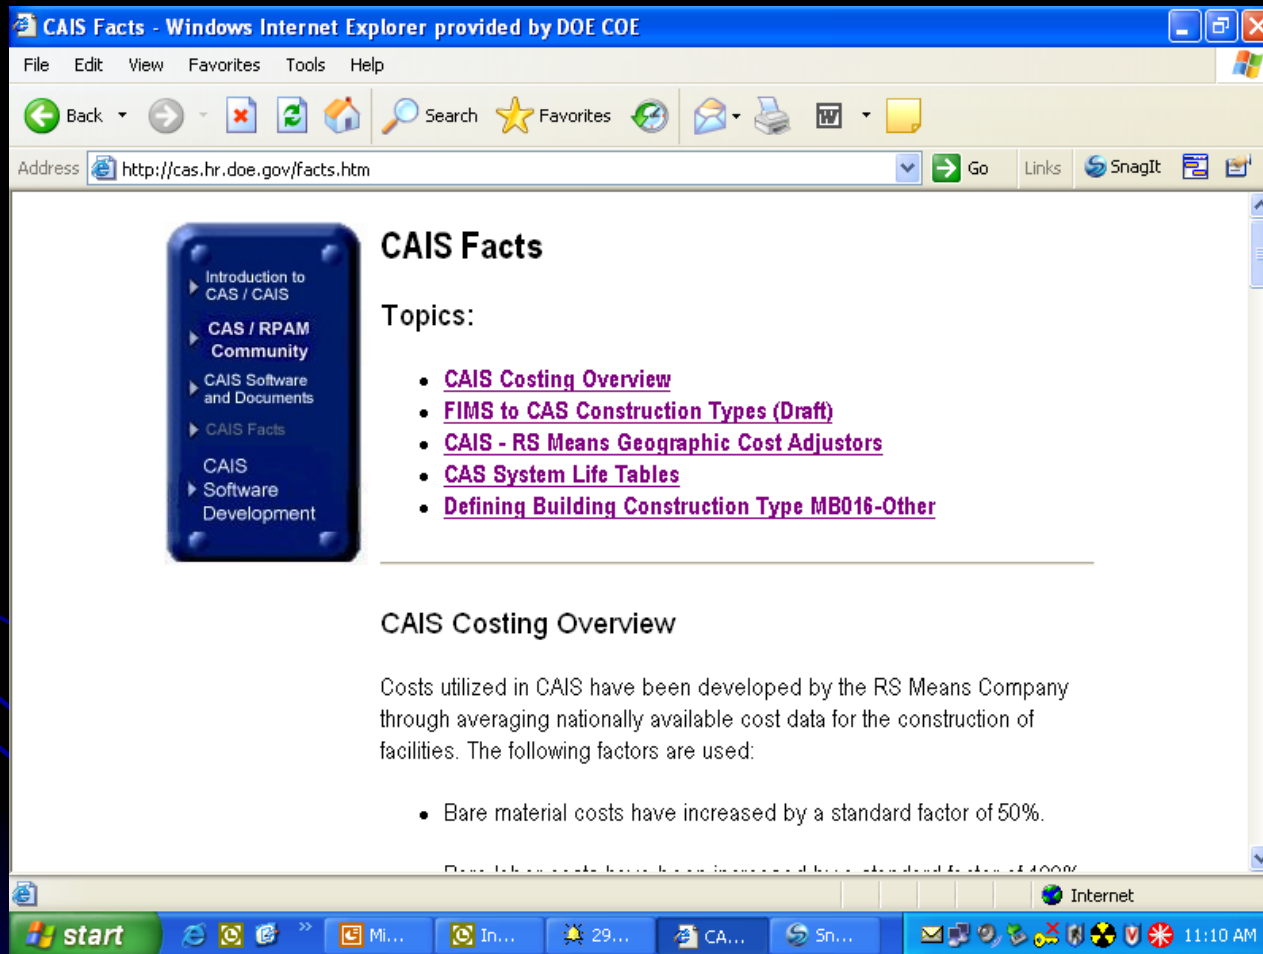 CAIS Facts - Windows Internet Explorer provided by DOE COE
File Edit View Favorites Tools Help
Back Search Favorites
Address http://cas.hr.doe.gov/facts.htm Go Links SnagIt
Introduction to
CAS / CAIS
CAS / RPAM
Community
CAIS Software
and Documents
CAIS Facts
CAIS
Software
Development
CAIS Facts
Topics:
CAIS Costing Overview
FIMS to CAS Construction Types (Draft)
CAIS - RS Means Geographic Cost Adjustors
CAS System Life Tables
Defining Building Construction Type MB016-Other
CAIS Costing Overview
Costs utilized in CAIS have been developed by the RS Means Company
through averaging nationally available cost data for the construction of
facilities. The following factors are used:
Bare material costs have increased by a standard factor of 50%.
Internet
start Mi... In... 29... CA... Sn... 11:10 AM